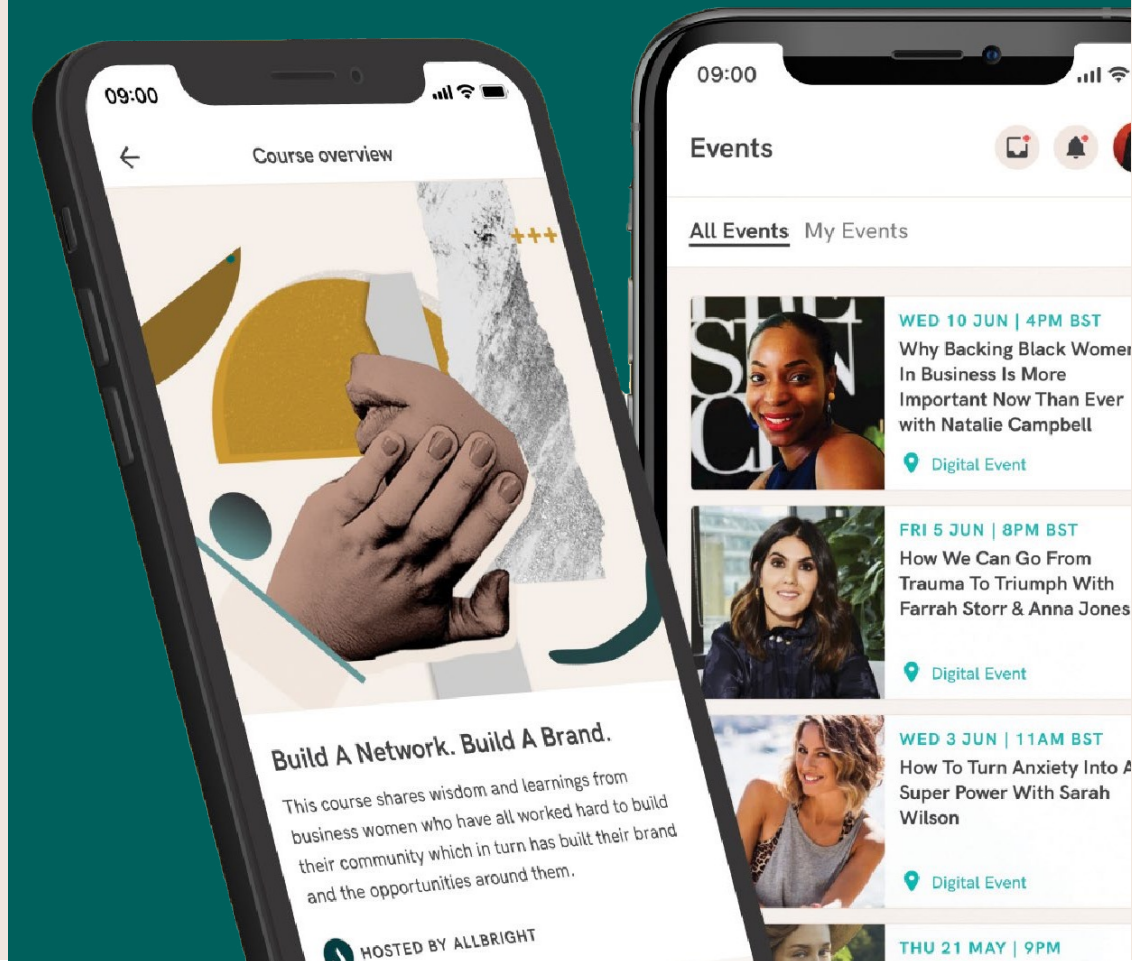 09:00
Course overview
+++
Build A Network. Build A Brand.
This course shares wisdom and learnings from
business women who have all worked hard to build
their community which in turn has built their brand
and the opportunities around them.
HOSTED BY ALLBRIGHT
09:00
Events
All Events My Events
WED 10 JUN | 4PM BST
Why Backing Black Women
In Business Is More
Important Now Than Ever
with Natalie Campbell
Digital Event
FRI 5 JUN | 8PM BST
How We Can Go From
Trauma To Triumph With
Farrah Storr & Anna Jones
Digital Event
WED 3 JUN | 11AM BST
How To Turn Anxiety Into A
Super Power With Sarah
Wilson
Digital Event
THU 21 MAY | 9PM